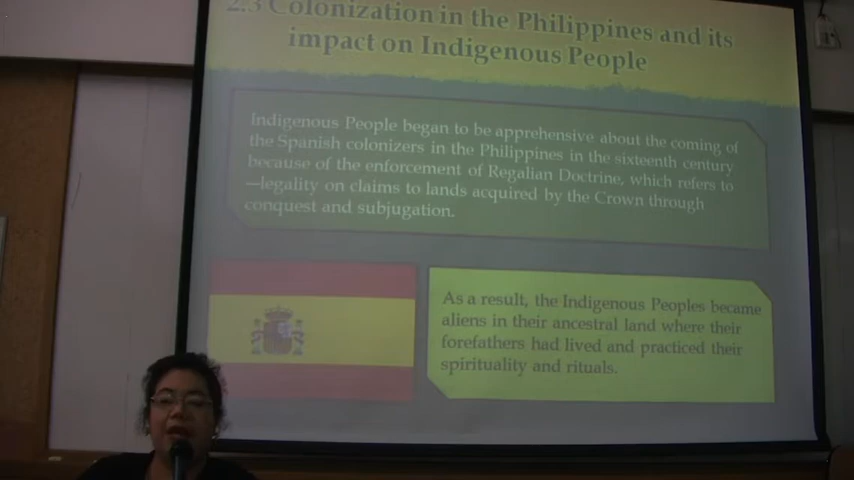 2.3 Colonization in the Philippines and its
impact on Indigenous People
Indigenous People began to be apprehensive about the coming of
the Spanish colonizers in the Philippines in the sixteenth century
because of the enforcement of Regalian Doctrine, which refers to
—legality on claims to lands acquired by the Crown through
conquest and subjugation.
As a result, the Indigenous Peoples became
aliens in their ancestral land where their
forefathers had lived and practiced their
spirituality and rituals.